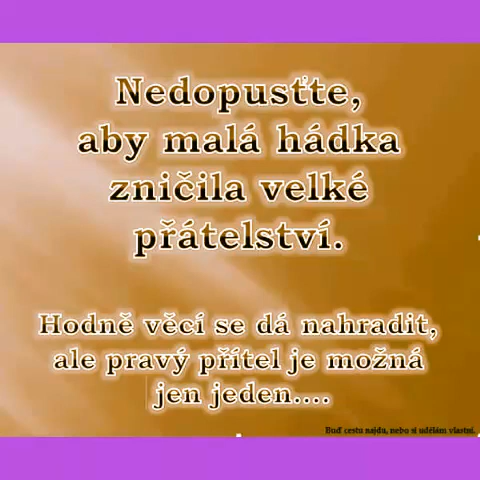 Nedopusťte,
aby malá hádka
zničila velké
přátelství.
Hodně věcí se dá nahradit,
ale pravý přítel je možná
jen jeden....
Buď cestu najdu, nebo si udělám vlastní.